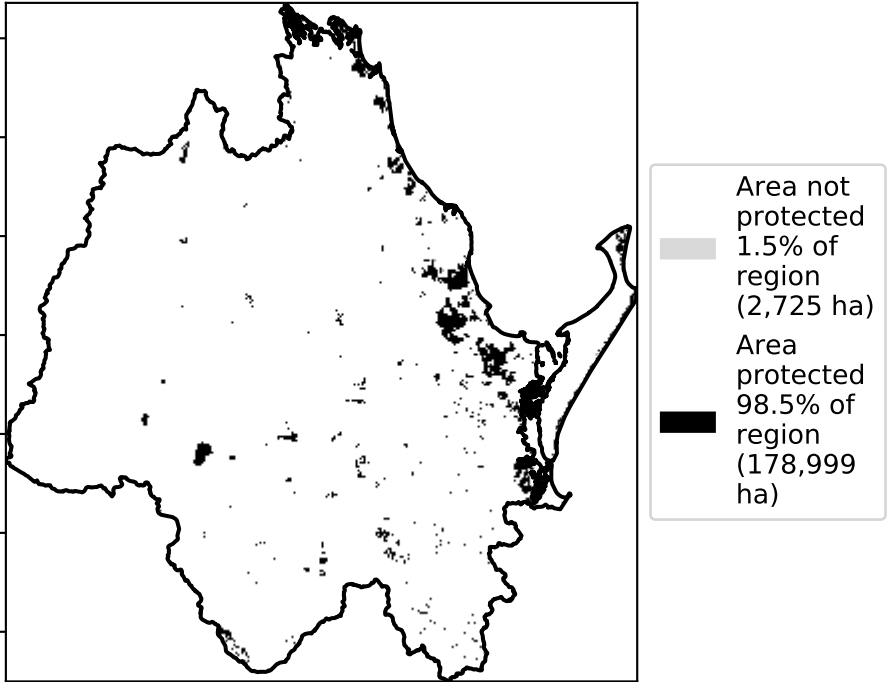 Area not
protected
1.5% of
region
(2,725 ha)
Area
protected
98.5% of
region
(178,999
ha)